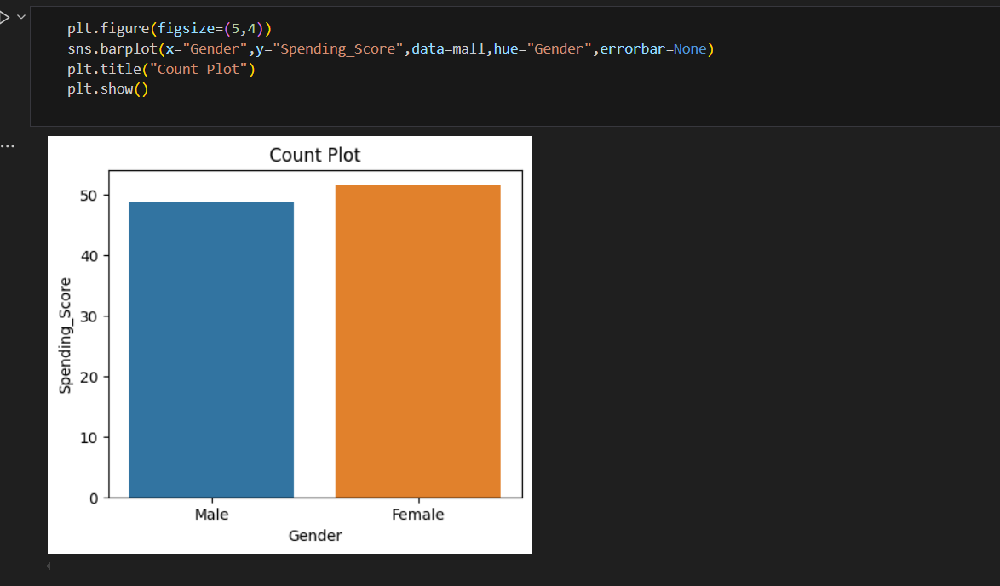 plt.figure(figsize=(5,4))
sns.barplot(x="Gender",y="Spending_Score",data=mall,hue="Gender",errorbar=None)
plt.title("Count Plot")
plt.show()
...
Count Plot
50
40
30
20
10
0
Spending_Score
Male Female
Gender